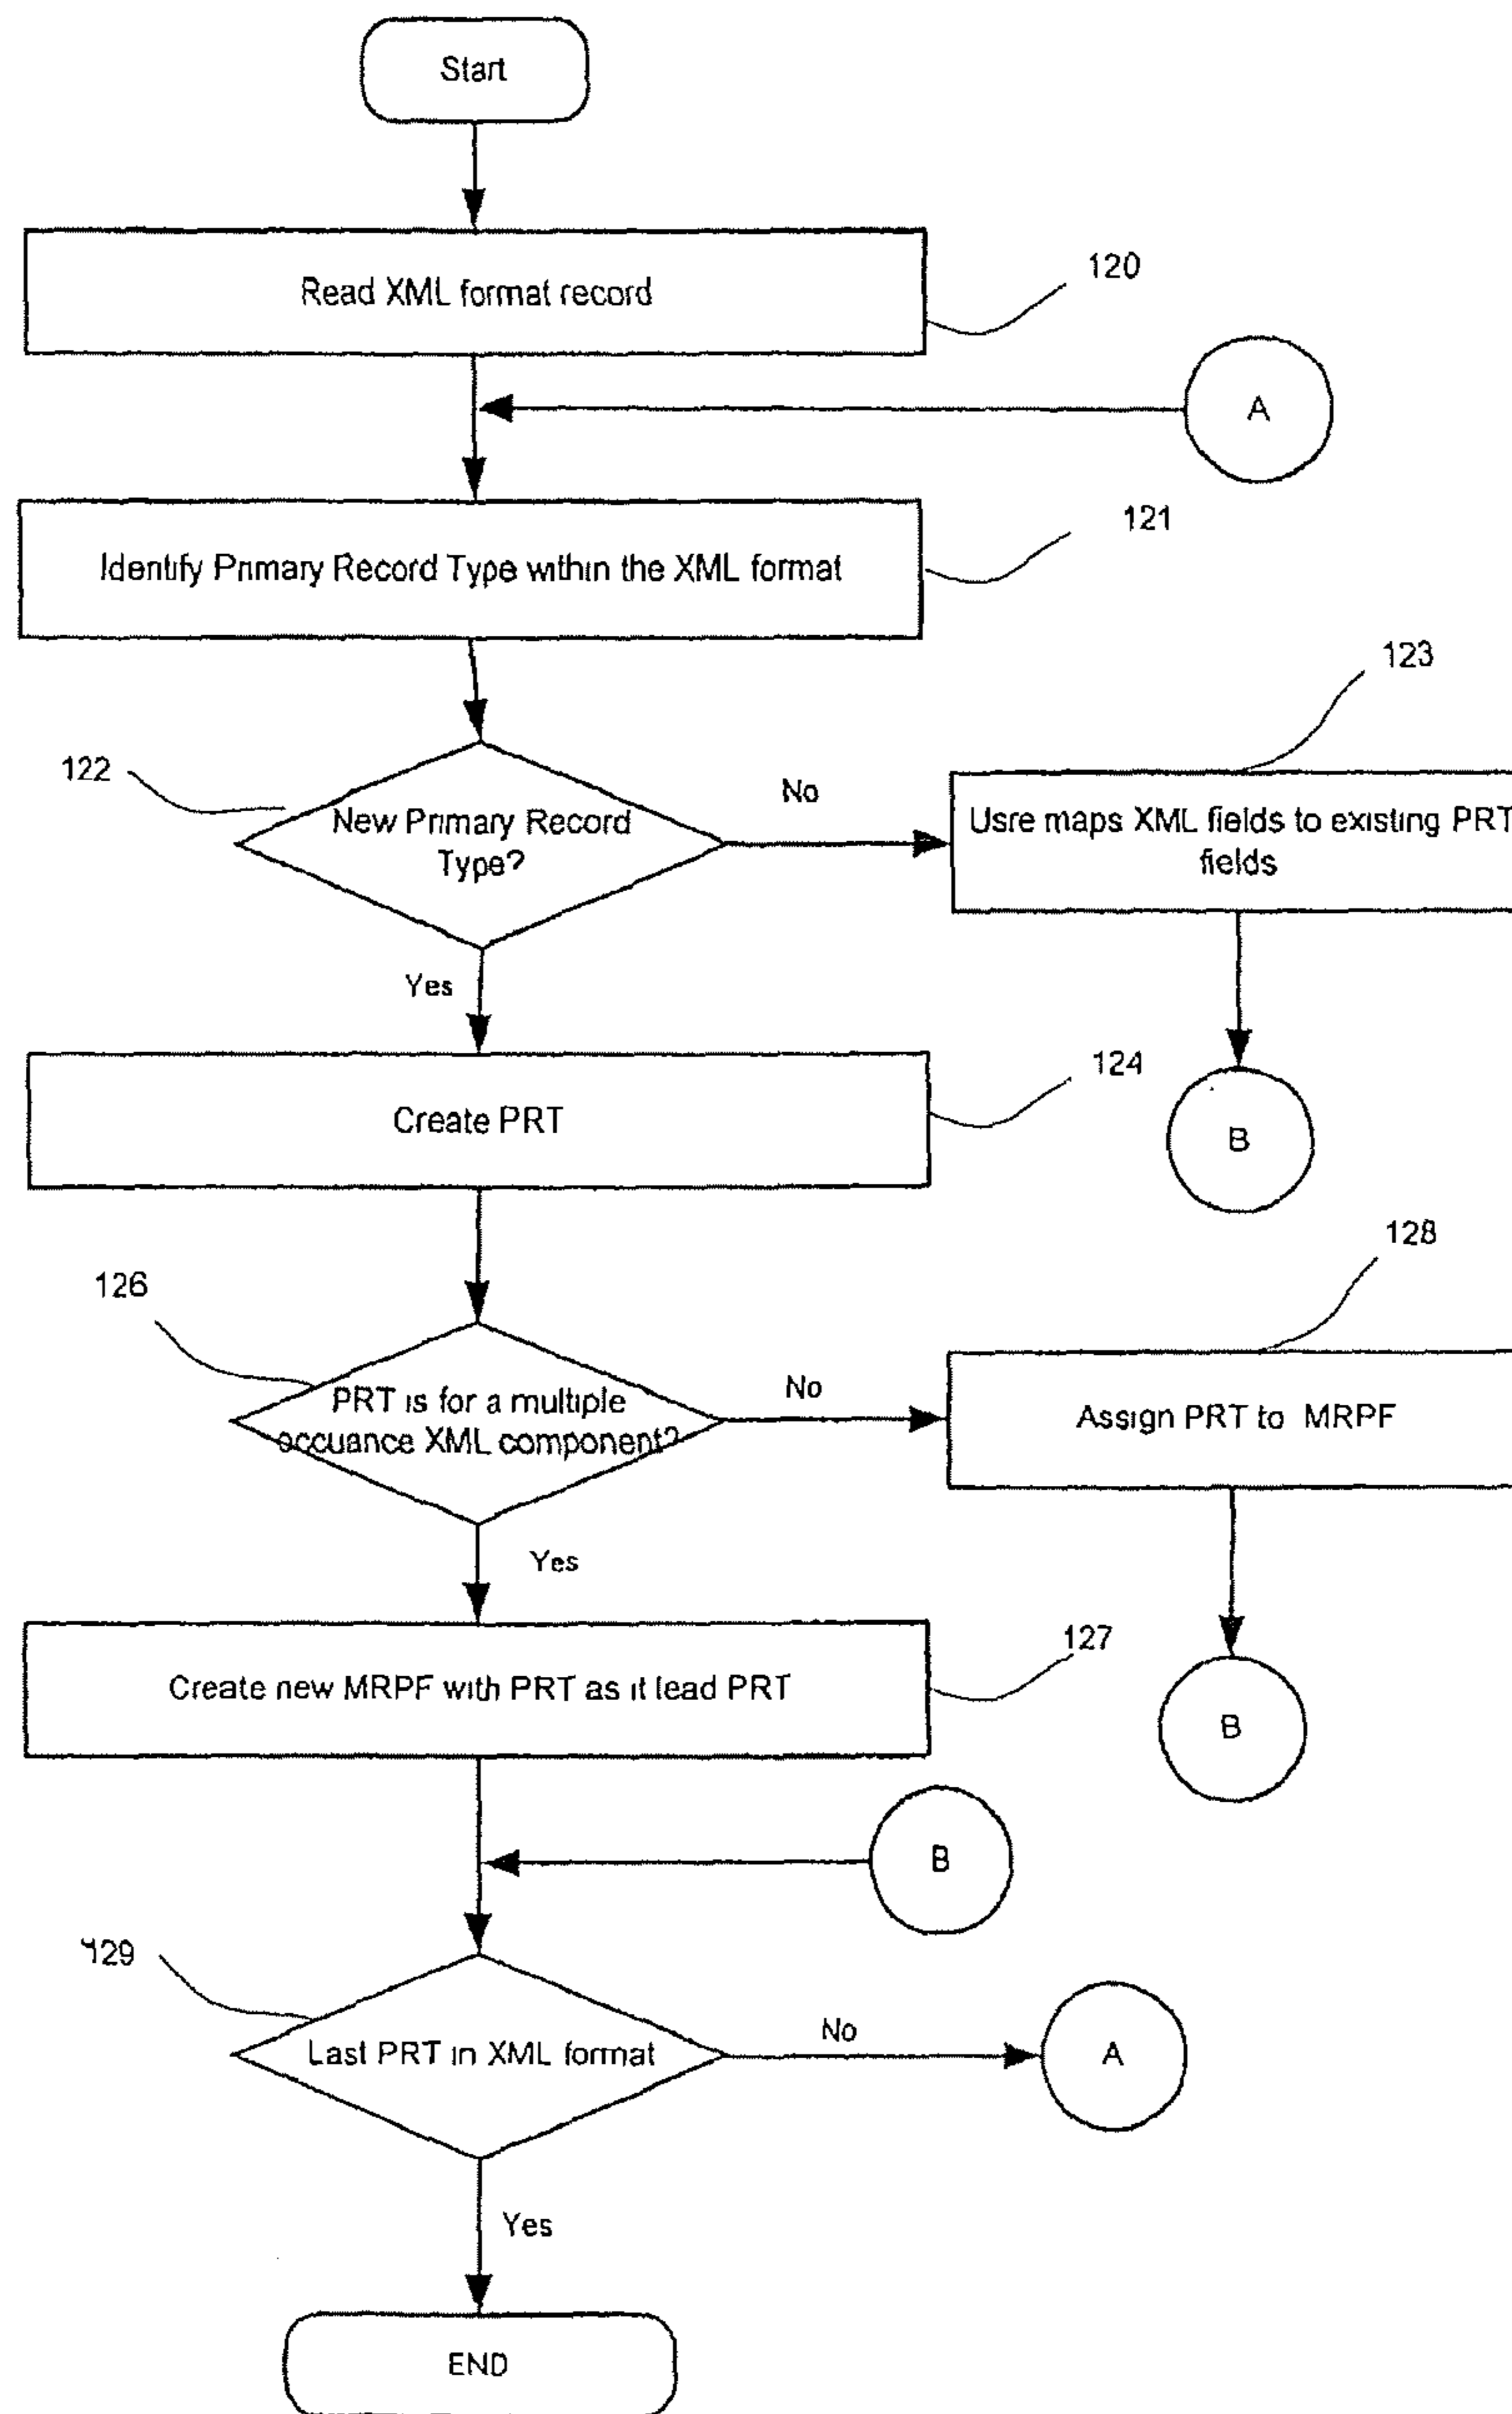 Start
Read XML format record
120
A
Identify Primary Record Type within the XML format
121
122
New Primary Record
Type?
No
123
Usre maps XML fields to existing PRT
fields
Yes
B
Create PRT
124
126
PRT is for a multiple
occuance XML component?
No
128
Assign PRT to MRPF
Yes
B
Create new MRPF with PRT as it lead PRT
127
B
129
Last PRT in XML format
No
A
Yes
END